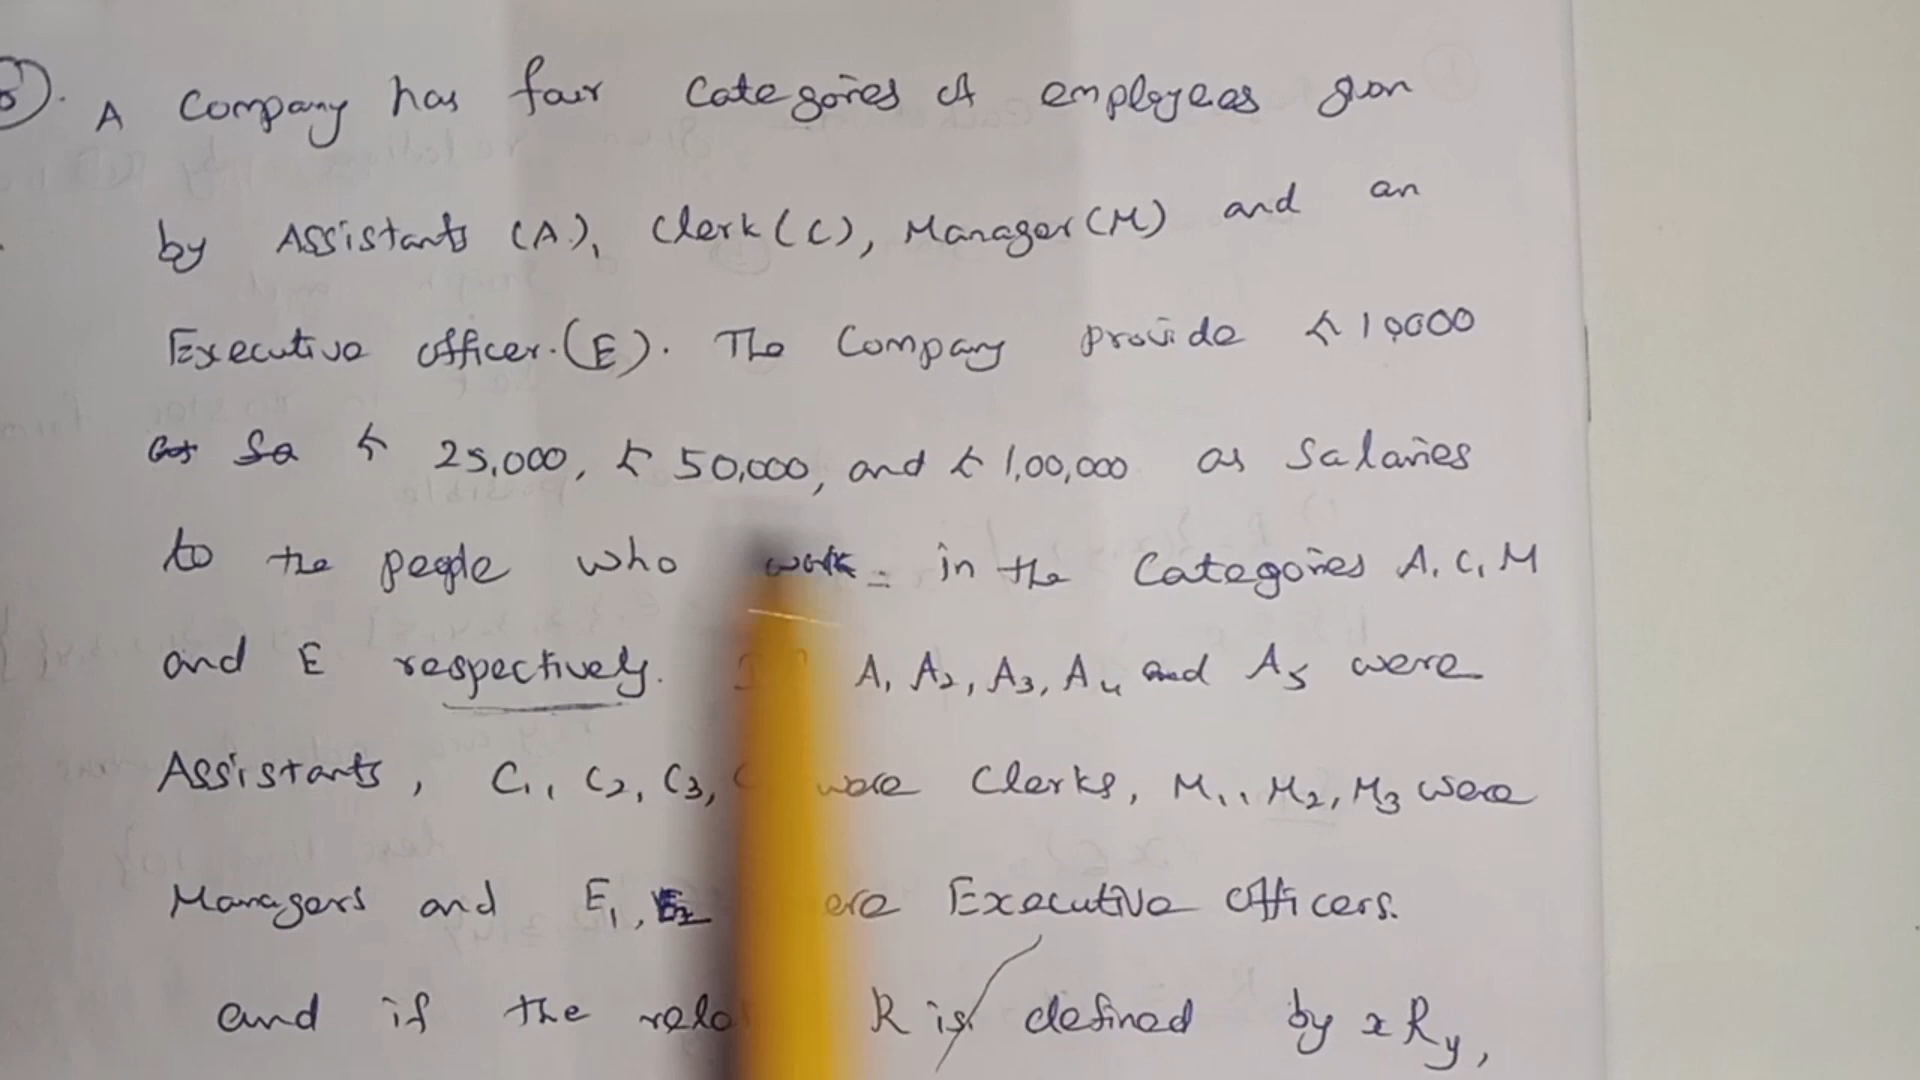 A Company has four Categories of employees given
by Assistants (A), Clerk (C), Manager (M) and an
Executive officer. (E). The Company provide ₹ 10000
₹ 25,000, ₹ 50,000, and ₹ 1,00,000 as Salaries
to the people who work in the Categories A, C, M
and E respectively. A1 A2, A3, A4 and A5 were
Assistants, C1, C2, C3, were Clerks, M1, M2, M3 were
Managers and E1, E2 Executive officers.
and if the R is defined by x R y,